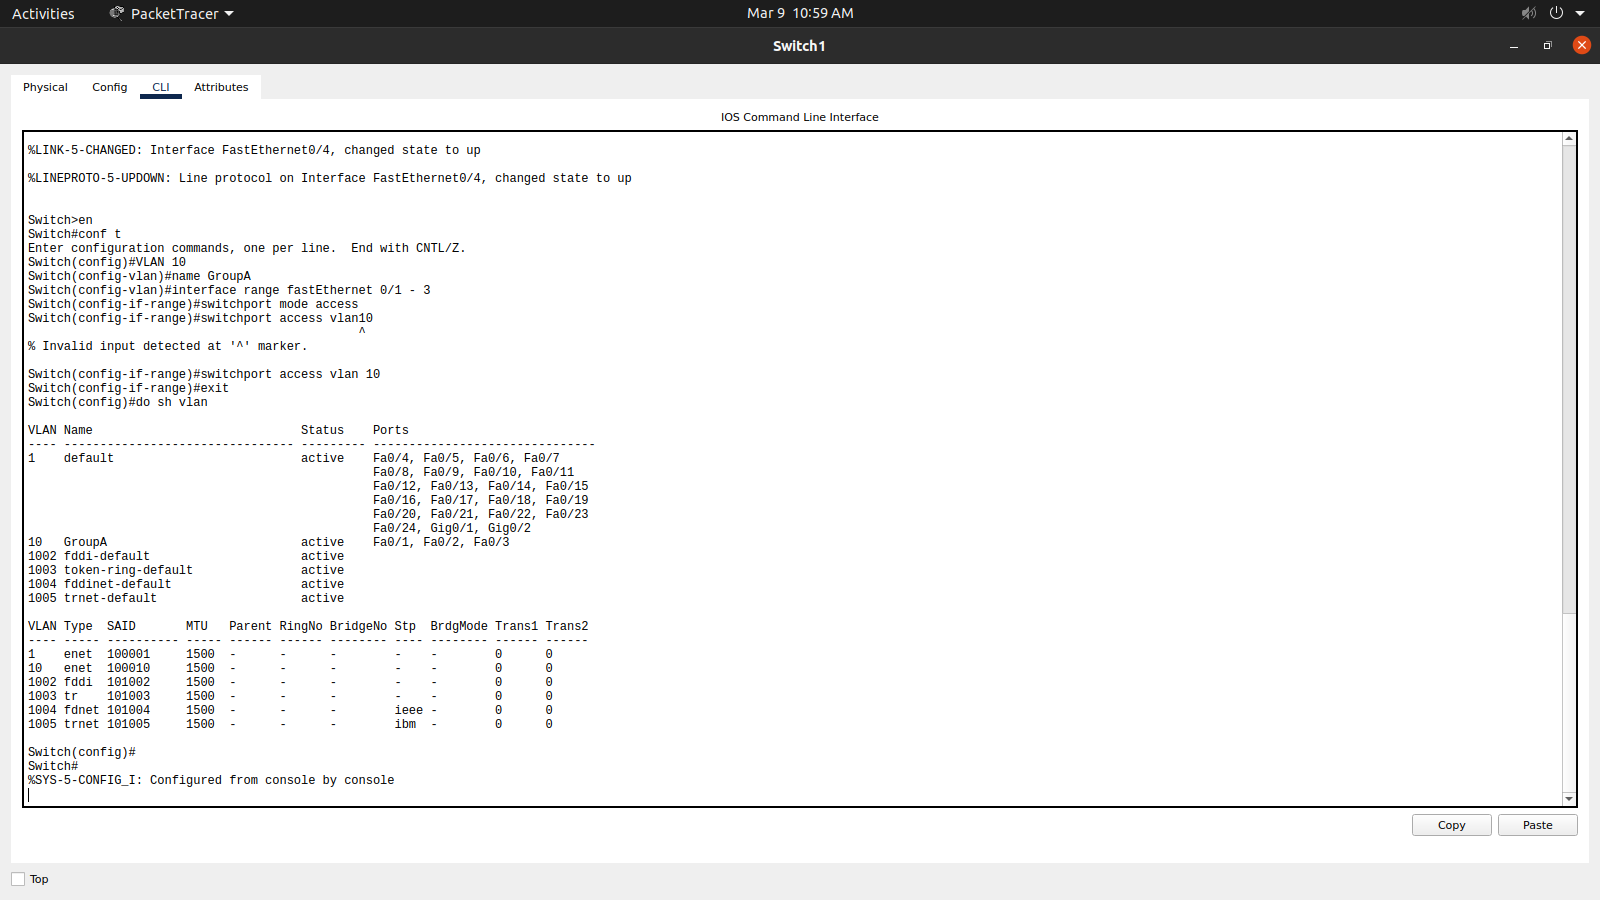 Activities PacketTracer Mar 9 10:59 AM
Switch1
Physical Config CLI Attributes
IOS Command Line Interface
%LINK-5-CHANGED: Interface FastEthernet0/4, changed state to up
%LINEPROTO-5-UPDOWN: Line protocol on Interface FastEthernet0/4, changed state to up
Switch>en
Switch#conf t
Enter configuration commands, one per line.  End with CNTL/Z.
Switch(config)#VLAN 10
Switch(config-vlan)#name GroupA
Switch(config-vlan)#interface range fastEthernet 0/1 - 3
Switch(config-if-range)#switchport mode access
Switch(config-if-range)#switchport access vlan10
^
% Invalid input detected at '^' marker.
Switch(config-if-range)#switchport access vlan 10
Switch(config-if-range)#exit
Switch(config)#do sh vlan
VLAN Name                             Status    Ports
---- -------------------------------- --------- -------------------------------
1    default                          active    Fa0/4, Fa0/5, Fa0/6, Fa0/7
Fa0/8, Fa0/9, Fa0/10, Fa0/11
Fa0/12, Fa0/13, Fa0/14, Fa0/15
Fa0/16, Fa0/17, Fa0/18, Fa0/19
Fa0/20, Fa0/21, Fa0/22, Fa0/23
Fa0/24, Gig0/1, Gig0/2
10   GroupA                           active    Fa0/1, Fa0/2, Fa0/3
1002 fddi-default                     active
1003 token-ring-default               active
1004 fddinet-default                  active
1005 trnet-default                    active
VLAN Type  SAID       MTU   Parent RingNo BridgeNo Stp  BrdgMode Trans1 Trans2
---- ----- ---------- ----- ------ ------ -------- ---- -------- ------ ------
1    enet  100001     1500  -      -      -        -    -        0      0
10   enet  100010     1500  -      -      -        -    -        0      0
1002 fddi  101002     1500  -      -      -        -    -        0      0
1003 tr    101003     1500  -      -      -        -    -        0      0
1004 fdnet 101004     1500  -      -      -        ieee -        0      0
1005 trnet 101005     1500  -      -      -        ibm  -        0      0
Switch(config)#
Switch#
%SYS-5-CONFIG_I: Configured from console by console
Copy Paste
Top